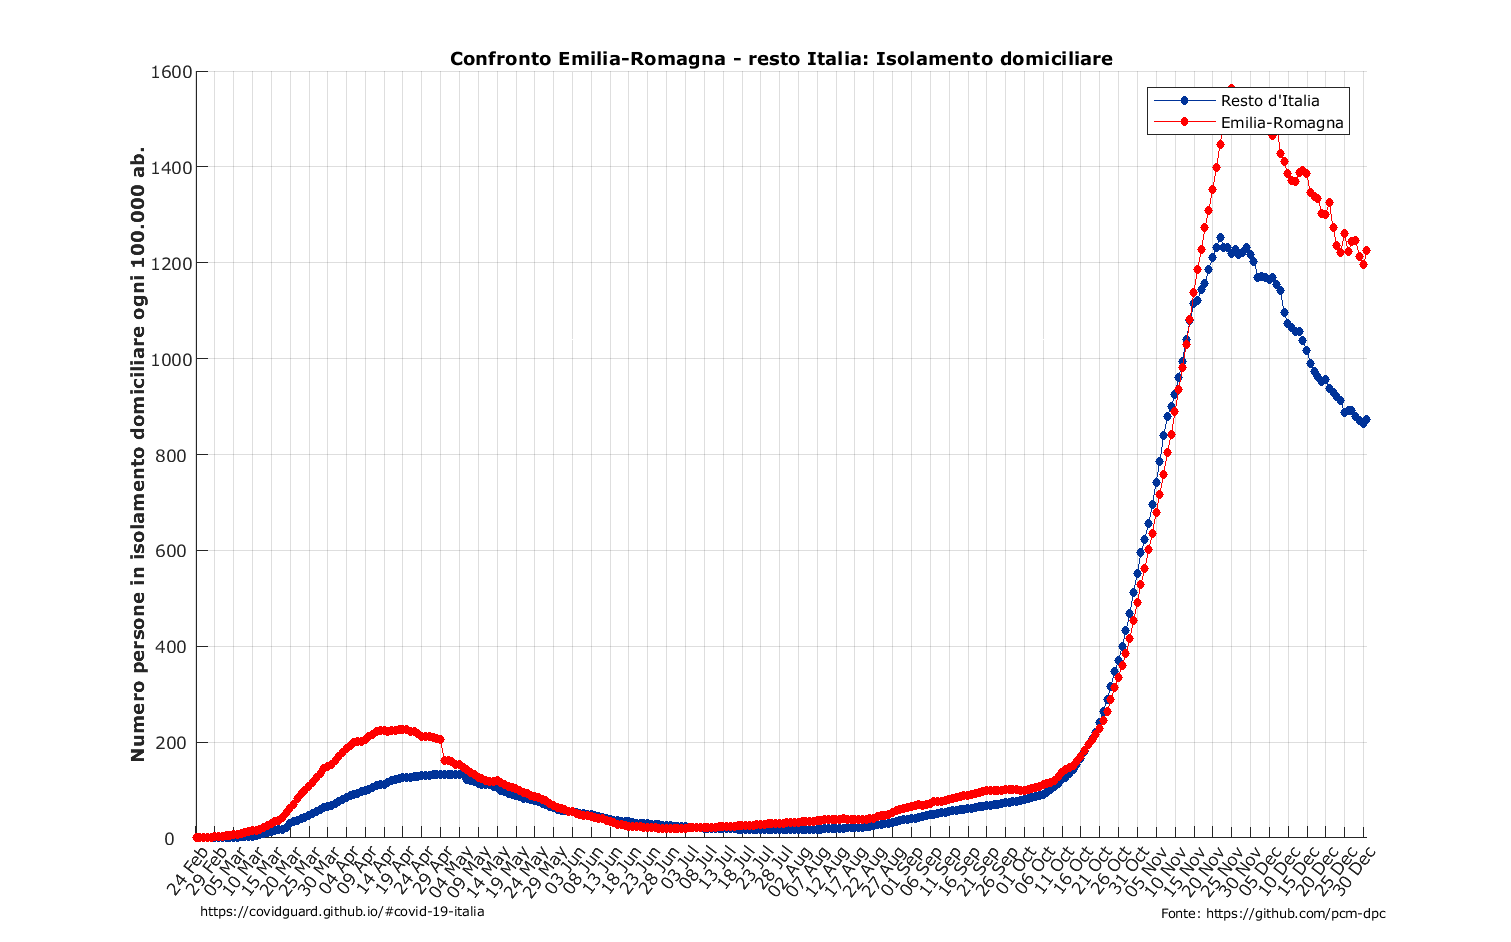 Confronto Emilia-Romagna - resto Italia: Isolamento domiciliare
Numero persone in isolamento domiciliare ogni 100.000 ab.
1600
1400
1200
1000
800
600
400
200
0
Resto d'Italia
Emilia-Romagna
24 Feb
29 Feb
05 Mar
10 Mar
15 Mar
20 Mar
25 Mar
30 Mar
04 Apr
09 Apr
14 Apr
19 Apr
24 Apr
29 Apr
04 May
09 May
14 May
19 May
24 May
29 May
03 Jun
08 Jun
13 Jun
18 Jun
23 Jun
28 Jun
03 Jul
08 Jul
13 Jul
18 Jul
23 Jul
28 Jul
02 Aug
07 Aug
12 Aug
17 Aug
22 Aug
27 Aug
01 Sep
06 Sep
11 Sep
16 Sep
21 Sep
26 Sep
01 Oct
06 Oct
11 Oct
16 Oct
21 Oct
26 Oct
31 Oct
05 Nov
10 Nov
15 Nov
20 Nov
25 Nov
30 Nov
05 Dec
10 Dec
15 Dec
20 Dec
25 Dec
30 Dec
https://covidguard.github.io/#covid-19-italia
Fonte: https://github.com/pcm-dpc